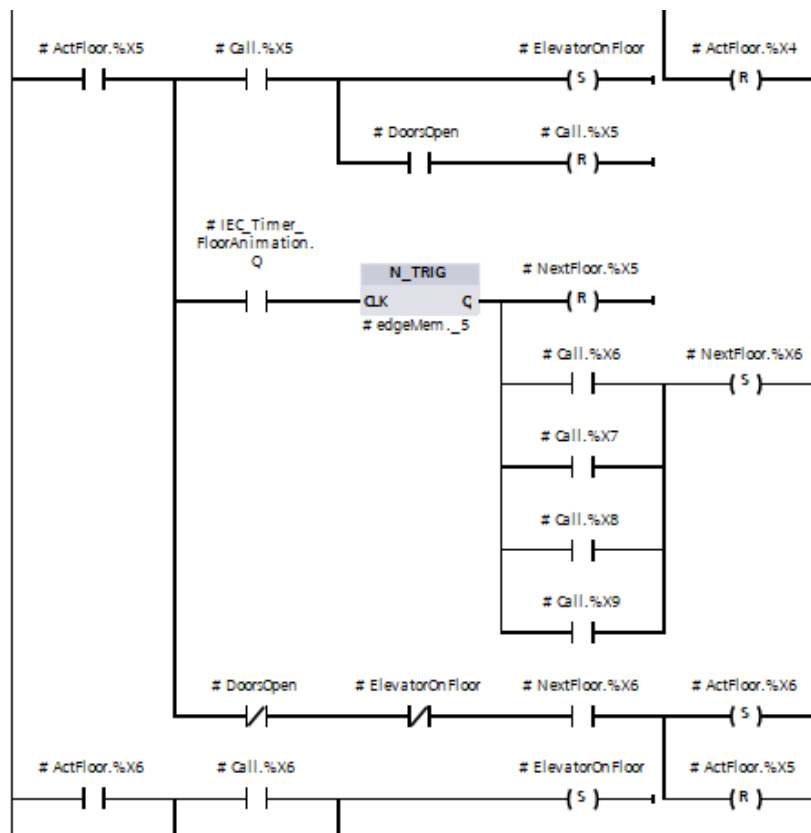 # ActFloor.%X5 # Call.%X5 # ElevatorOnFloor # ActFloor.%X4
S R
# DoorsOpen # Call.%X5
R
# IEC_Timer_
FloorAnimation.
Q
N_TRIG # NextFloor.%X5
CLK Q R
# edgeMem._5
# Call.%X6 # NextFloor.%X6
S
# Call.%X7
# Call.%X8
# Call.%X9
# DoorsOpen # ElevatorOnFloor # NextFloor.%X6 # ActFloor.%X6
S
# ActFloor.%X6 # Call.%X6 # ElevatorOnFloor # ActFloor.%X5
S R